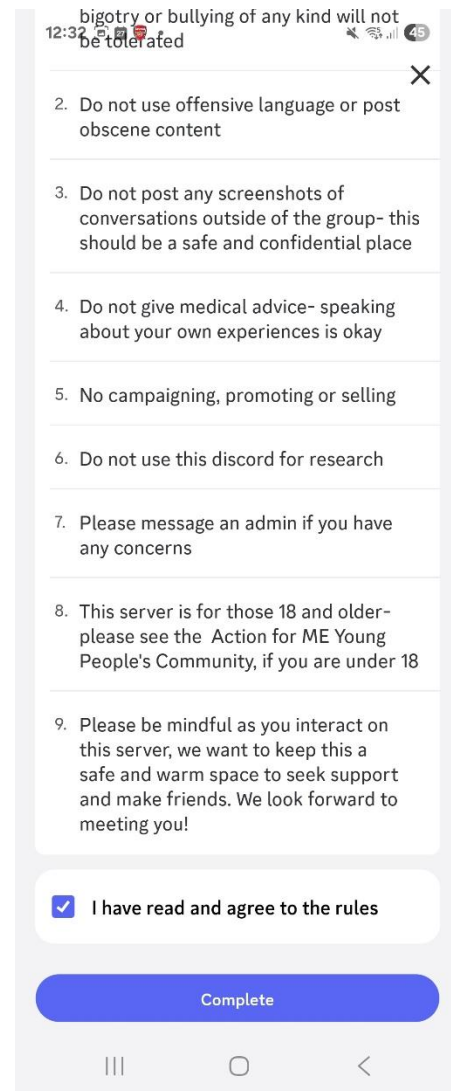 bigotry or bullying of any kind will not
12:32
27
45
be tolerated
2. Do not use offensive language or post
obscene content
3. Do not post any screenshots of
conversations outside of the group- this
should be a safe and confidential place
4. Do not give medical advice- speaking
about your own experiences is okay
5. No campaigning, promoting or selling
6. Do not use this discord for research
7. Please message an admin if you have
any concerns
8. This server is for those 18 and older-
please see the Action for ME Young
People's Community, if you are under 18
9. Please be mindful as you interact on
this server, we want to keep this a
safe and warm space to seek support
and make friends. We look forward to
meeting you!
I have read and agree to the rules
Complete